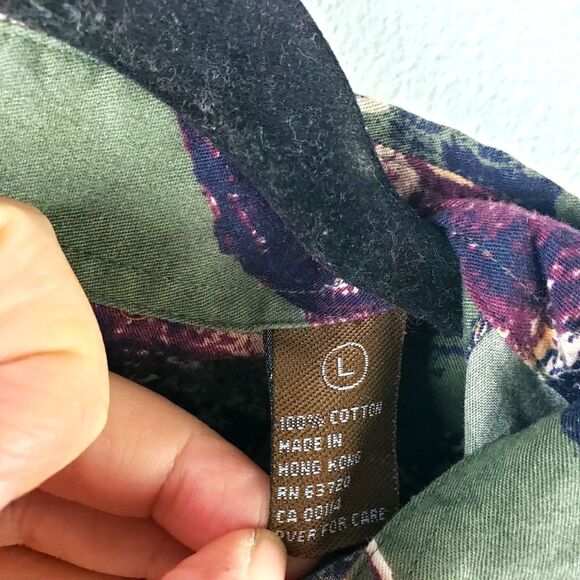 L
100% COTTON
MADE IN
HONG KONG
RN 63720
CA 00114
OVER FOR CARE